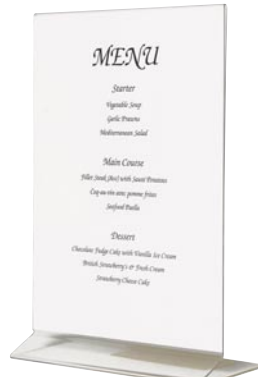 MENU
Starter
Vegetable Soup
Garlic Prawns
Mediterranean Salad
Main Course
Fillet Steak (8oz) with Sauté Potatoes
Coq au vin avec pomme frites
Seafood Paella
Dessert
Chocolate Fudge Cake with Vanilla Ice Cream
British Strawberry's & Fresh Cream
Strawberry Cheese Cake